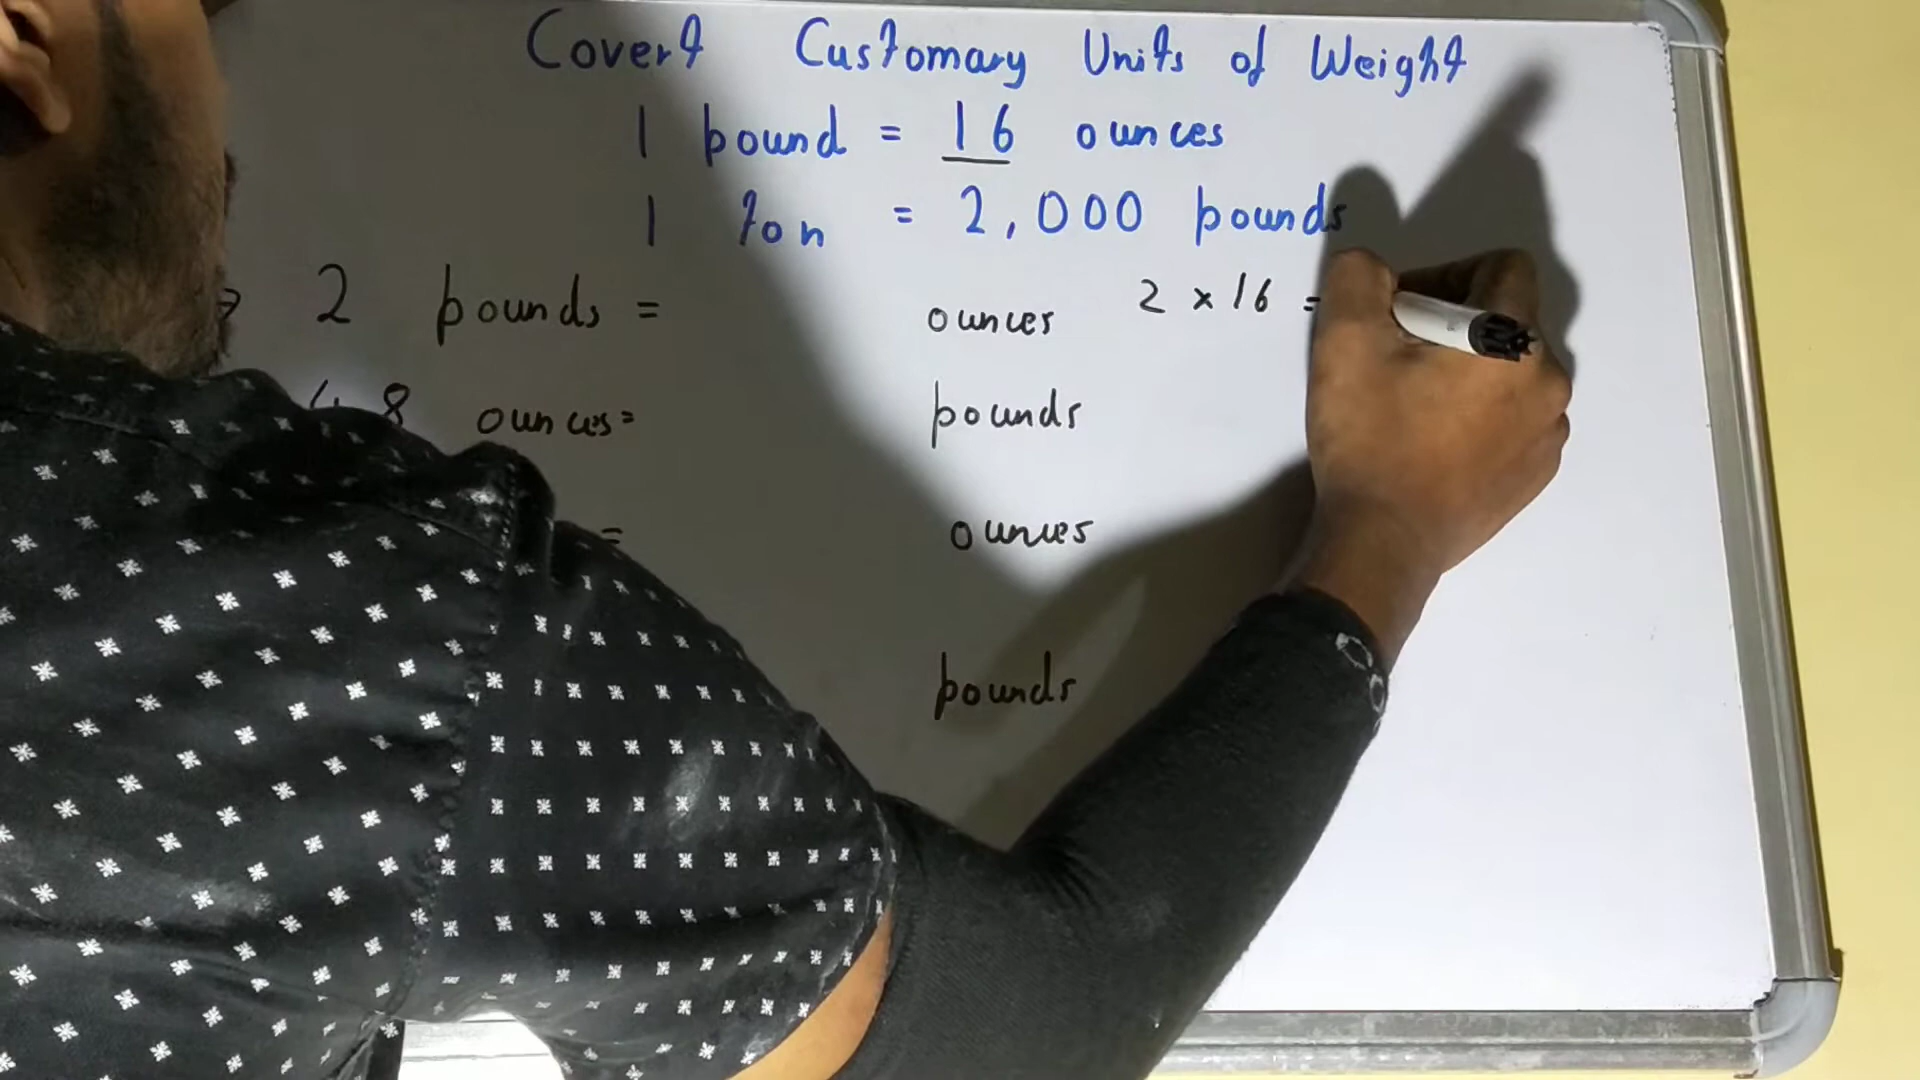 Covert Customary Units of Weight
1 pound = 16 ounces
1 ton = 2,000 pounds
2 pounds = ounces 2 x 16 =
48 ounces = pounds
= ounces
pounds